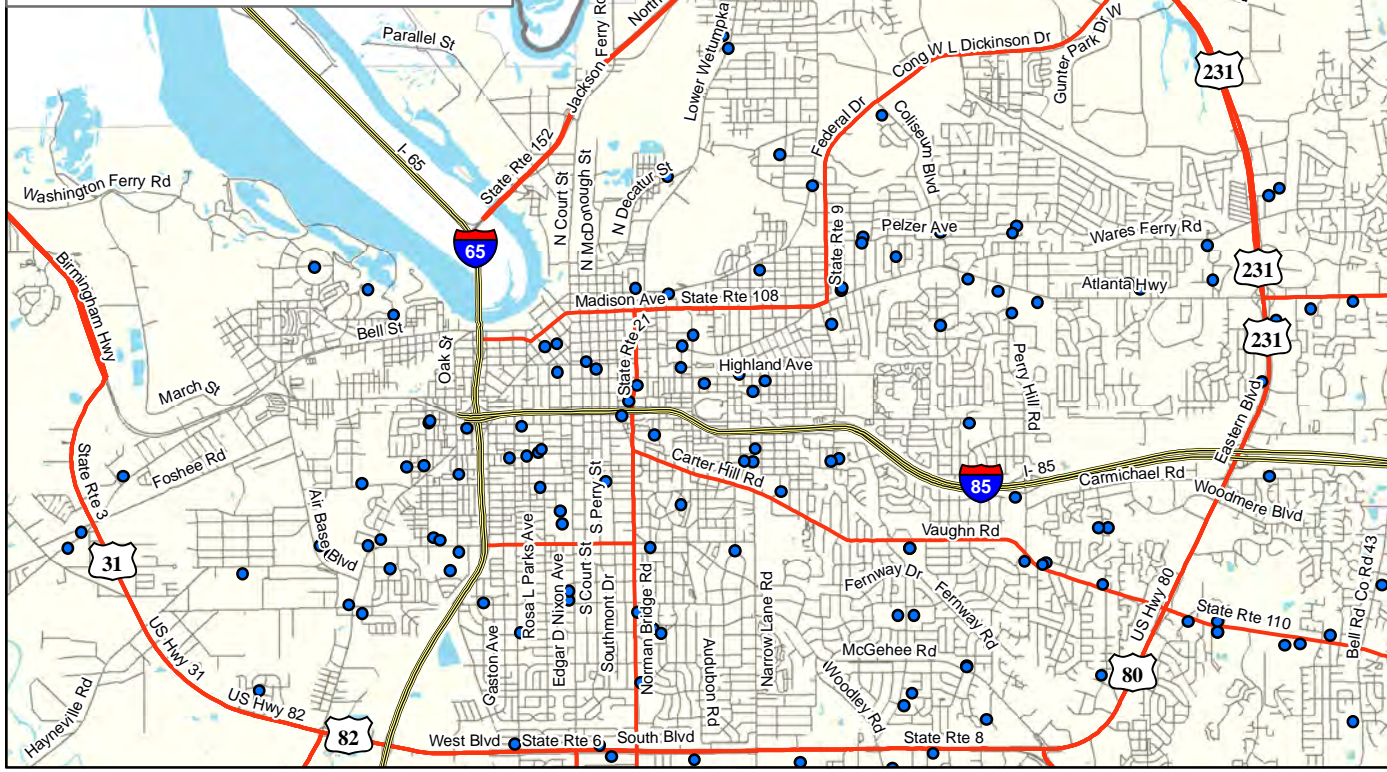 Parallel St
North
Jackson Ferry Rd
Lower Wetumpka
Cong W L Dickinson Dr
Gunter Park Dr W
231
I- 65
State Rte 152
Federal Dr
Coliseum Blvd
Washington Ferry Rd
N Court St
N McDonough St
N Decatur St
65
State Rte 9
Pelzer Ave
Wares Ferry Rd
231
Birmingham Hwy
Madison Ave
State Rte 108
Atlanta Hwy
Bell St
Oak St
State Rte 21
Highland Ave
Perry Hill Rd
231
March St
Eastern Blvd
State Rte 3
Foshee Rd
Carter Hill Rd
85
I- 85
Carmichael Rd
Woodmere Blvd
Air Base Blvd
S Perry St
Vaughn Rd
31
Rosa L Parks Ave
Edgar D Nixon Ave
S Court St
Southmont Dr
Norman Bridge Rd
Narrow Lane Rd
Fernway Dr
Fernway Rd
US Hwy 80
State Rte 110
Bell Rd Co Rd 43
US Hwy 31
Gaston Ave
Audubon Rd
McGehee Rd
Woodley Rd
80
Hayneville Rd
US Hwy 82
82
West Blvd
State Rte 6
South Blvd
State Rte 8